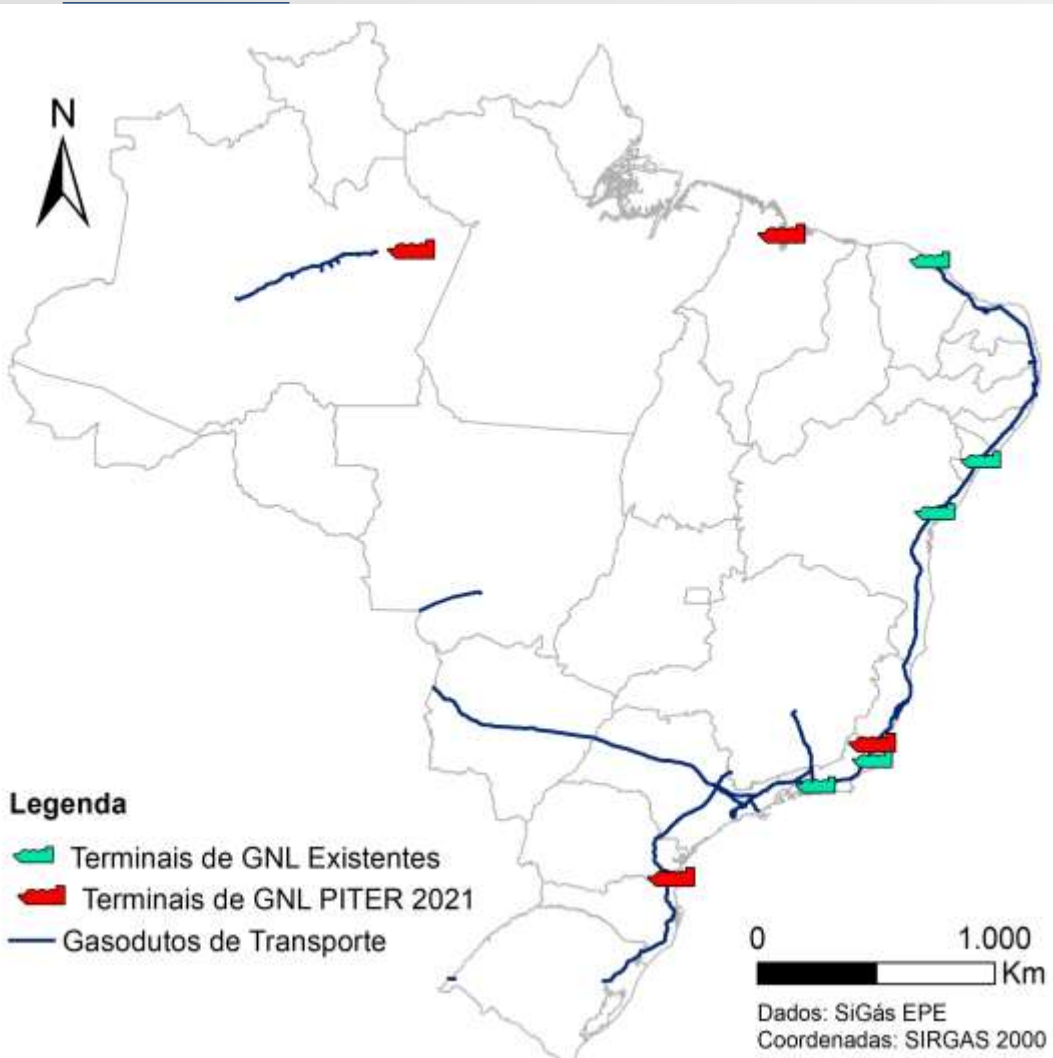 N
Legenda
Terminais de GNL Existentes
Terminais de GNL PITER 2021
Gasodutos de Transporte
0 1.000
Km
Dados: SiGás EPE
Coordenadas: SIRGAS 2000